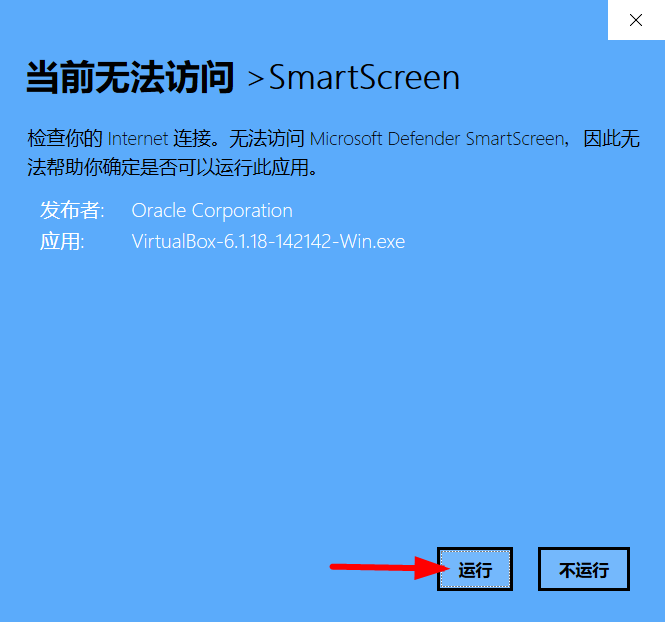 当前无法访问 >SmartScreen
检查你的 Internet 连接。无法访问 Microsoft Defender SmartScreen，因此无
法帮助你确定是否可以运行此应用。
发布者: Oracle Corporation
应用: VirtualBox-6.1.18-142142-Win.exe
运行 不运行